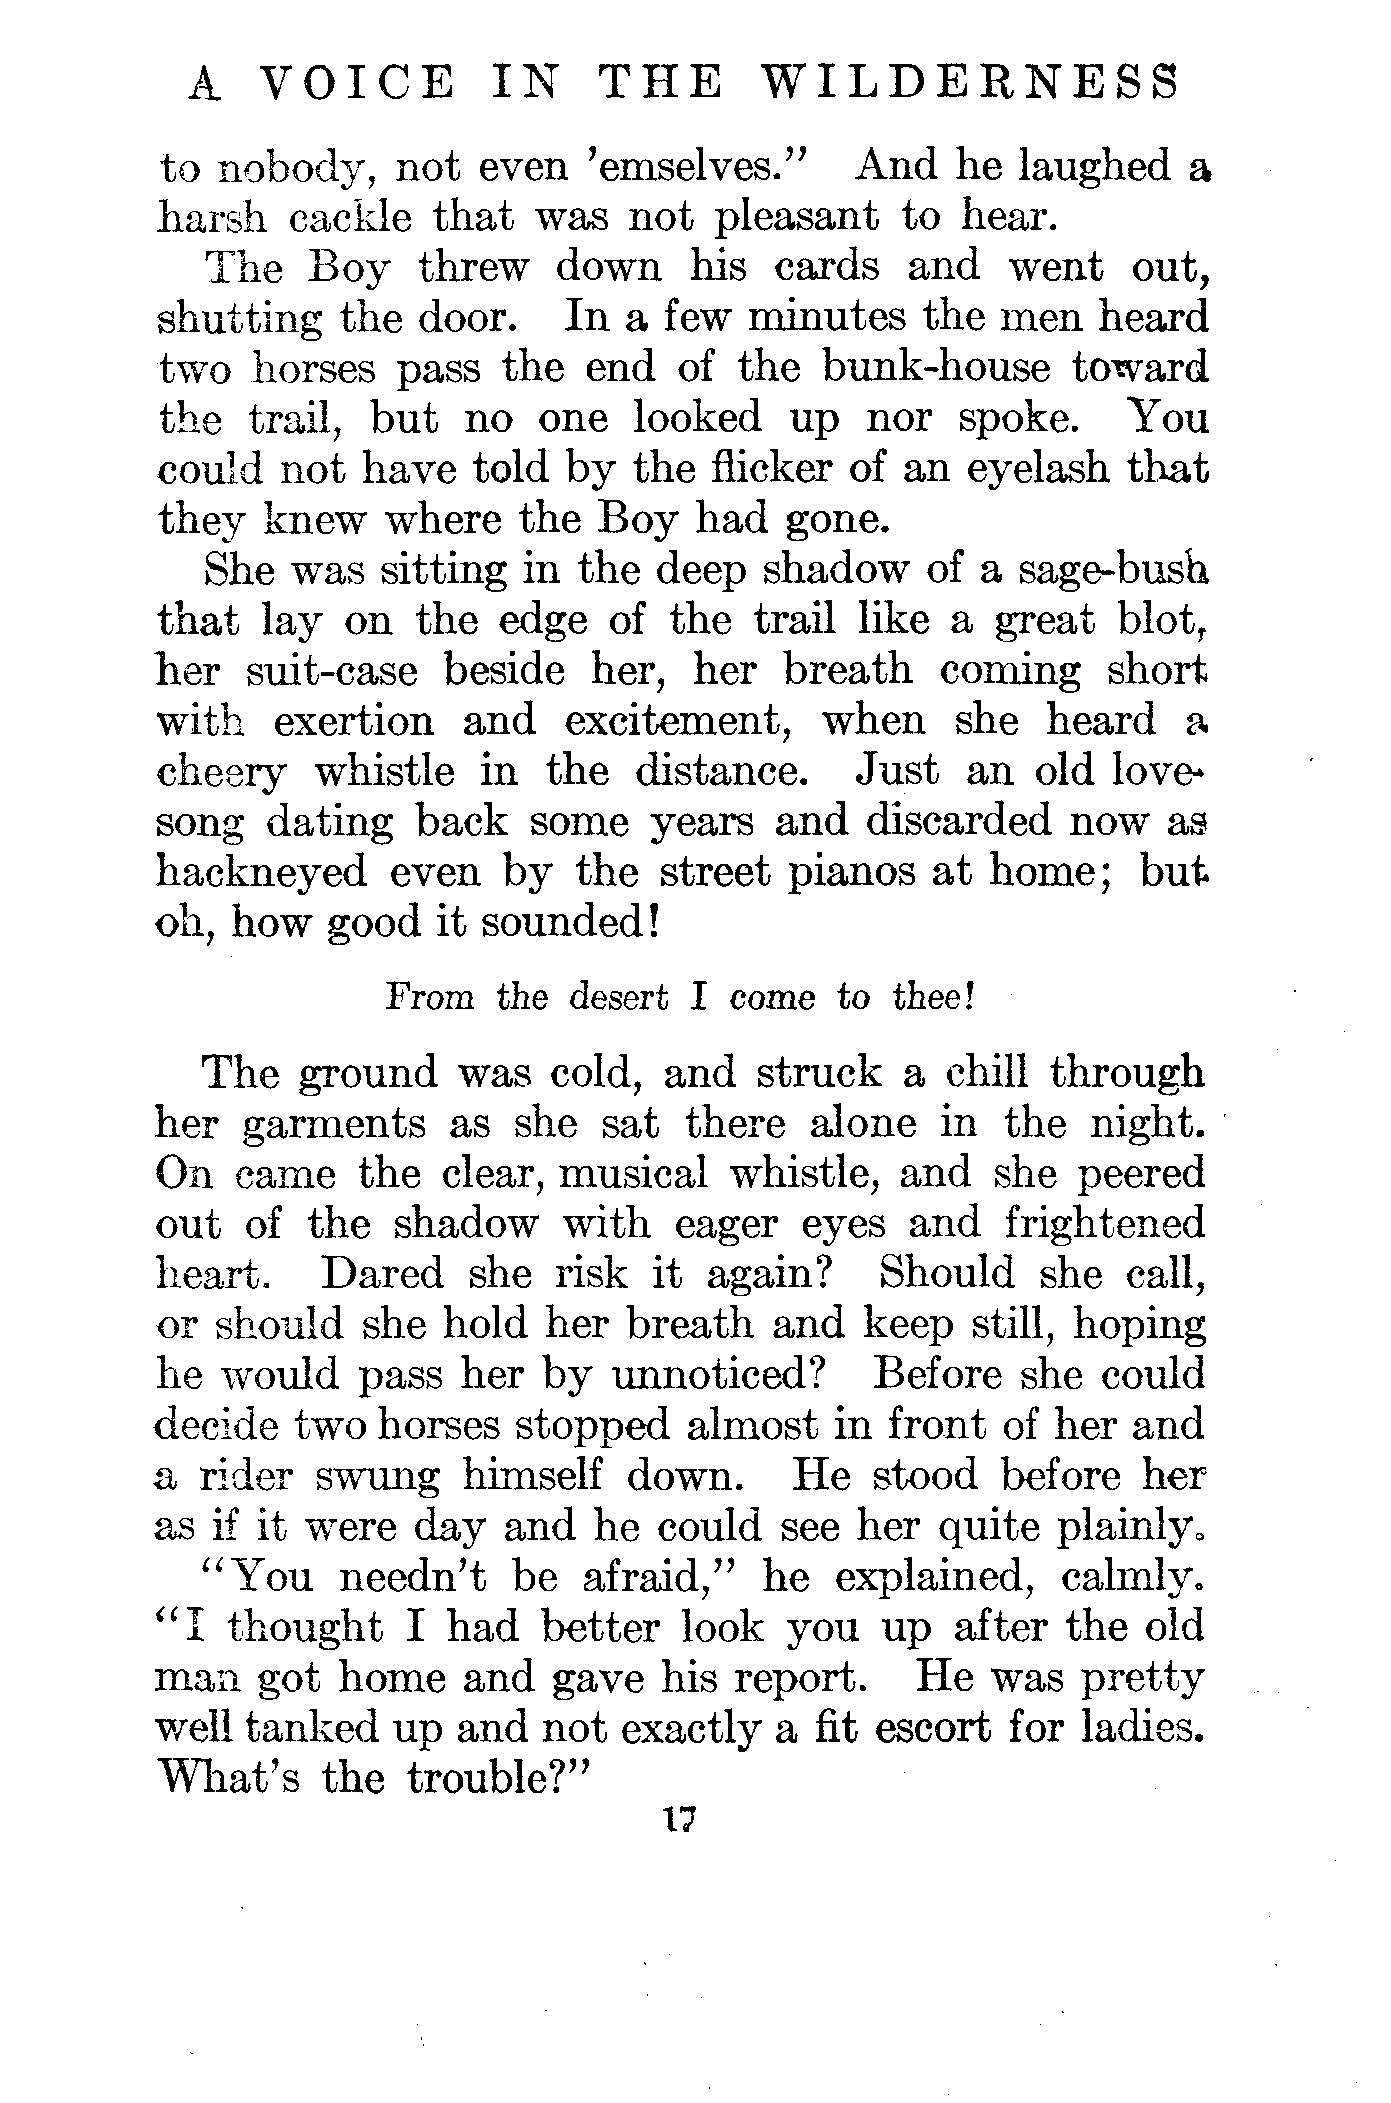 A VOICE IN THE WILDERNESS
to nobody, not even ’emselves.” And he laughed a
harsh cackle that was not pleasant to hear.
The Boy threw down his cards and went out,
shutting the door. In a few minutes the men heard
two horses pass the end of the bunk-house toward
the trail, but no one looked up nor spoke. You
could not have told by the flicker of an eyelash that
they knew where the Boy had gone.
She was sitting in the deep shadow of a sage-bush
that lay on the edge of the trail like a great blot,
her suit-case beside her, her breath coming short
with exertion and excitement, when she heard a
cheery whistle in the distance. Just an old love-
song dating back some years and discarded now as
hackneyed even by the street pianos at home; but
oh, how good it sounded!
From the desert I come to thee!
The ground was cold, and struck a chill through
her garments as she sat there alone in the night.
On came the clear, musical whistle, and she peered
out of the shadow with eager eyes and frightened
heart. Dared she risk it again? Should she call,
or should she hold her breath and keep still, hoping
he would pass her by unnoticed? Before she could
decide two horses stopped almost in front of her and
a rider swung himself down. He stood before her
as if it were day and he could see her quite plainly.
“You needn’t be afraid,” he explained, calmly.
“I thought I had better look you up after the old
man got home and gave his report. He was pretty
well tanked up and not exactly a fit escort for ladies.
What’s the trouble?”
17